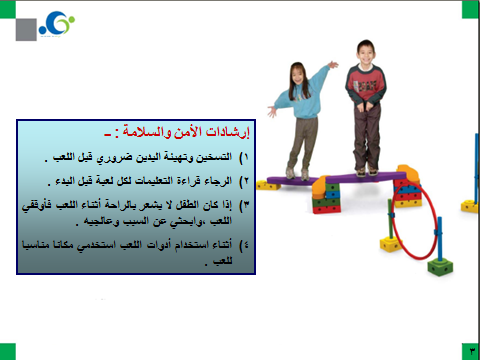 إرشادات الأمن والسلامة : ــ
١) التسخين وتهيئة اليدين ضروري قبل اللعب .
٢) الرجاء قراءة التعليمات لكل لعبة قبل البدء .
٣) إذا كان الطفل لا يشعر بالراحة أثناء اللعب فأوقفي
اللعب ،وابحثي عن السبب وعالجيه .
٤) أثناء استخدام أدوات اللعب استخدمي مكانا مناسبا
للعب .
٣